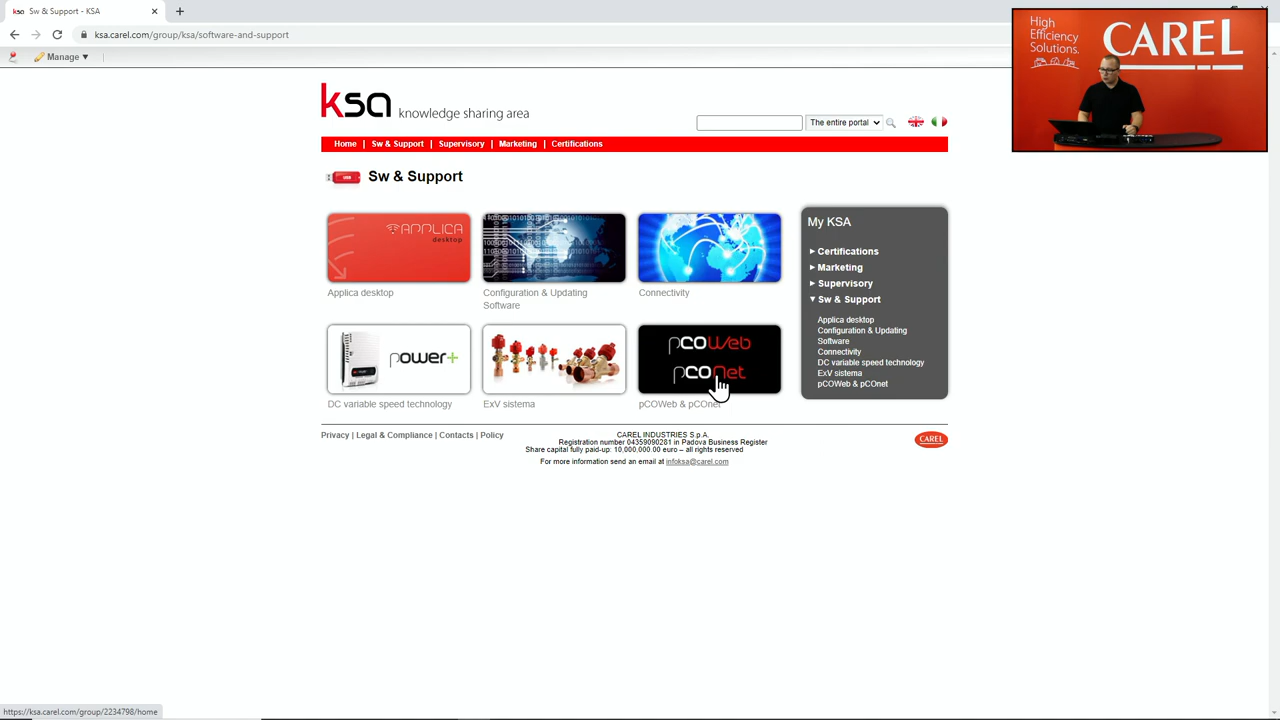 ksa Sw & Support - KSA
ksa.carel.com/group/ksa/software-and-support
Manage
High
Efficiency
Solutions.
CAREL
ksa knowledge sharing area
The entire portal
Home | Sw & Support | Supervisory | Marketing | Certifications
USB
Sw & Support
APPLICA
desktop
Applica desktop
Configuration & Updating
Software
Connectivity
power+
DC variable speed technology
ExV sistema
pCOWeb
pCONet
pCOWeb & pCOnet
My KSA
Certifications
Marketing
Supervisory
Sw & Support
Applica desktop
Configuration & Updating
Software
Connectivity
DC variable speed technology
ExV sistema
pCOWeb & pCOnet
Privacy | Legal & Compliance | Contacts | Policy
CAREL INDUSTRIES S.p.A.
Registration number 04359090281 in Padova Business Register
Share capital fully paid-up: 10,000,000.00 euro – all rights reserved
For more information send an email at infoksa@carel.com
CAREL
https://ksa.carel.com/group/2234798/home